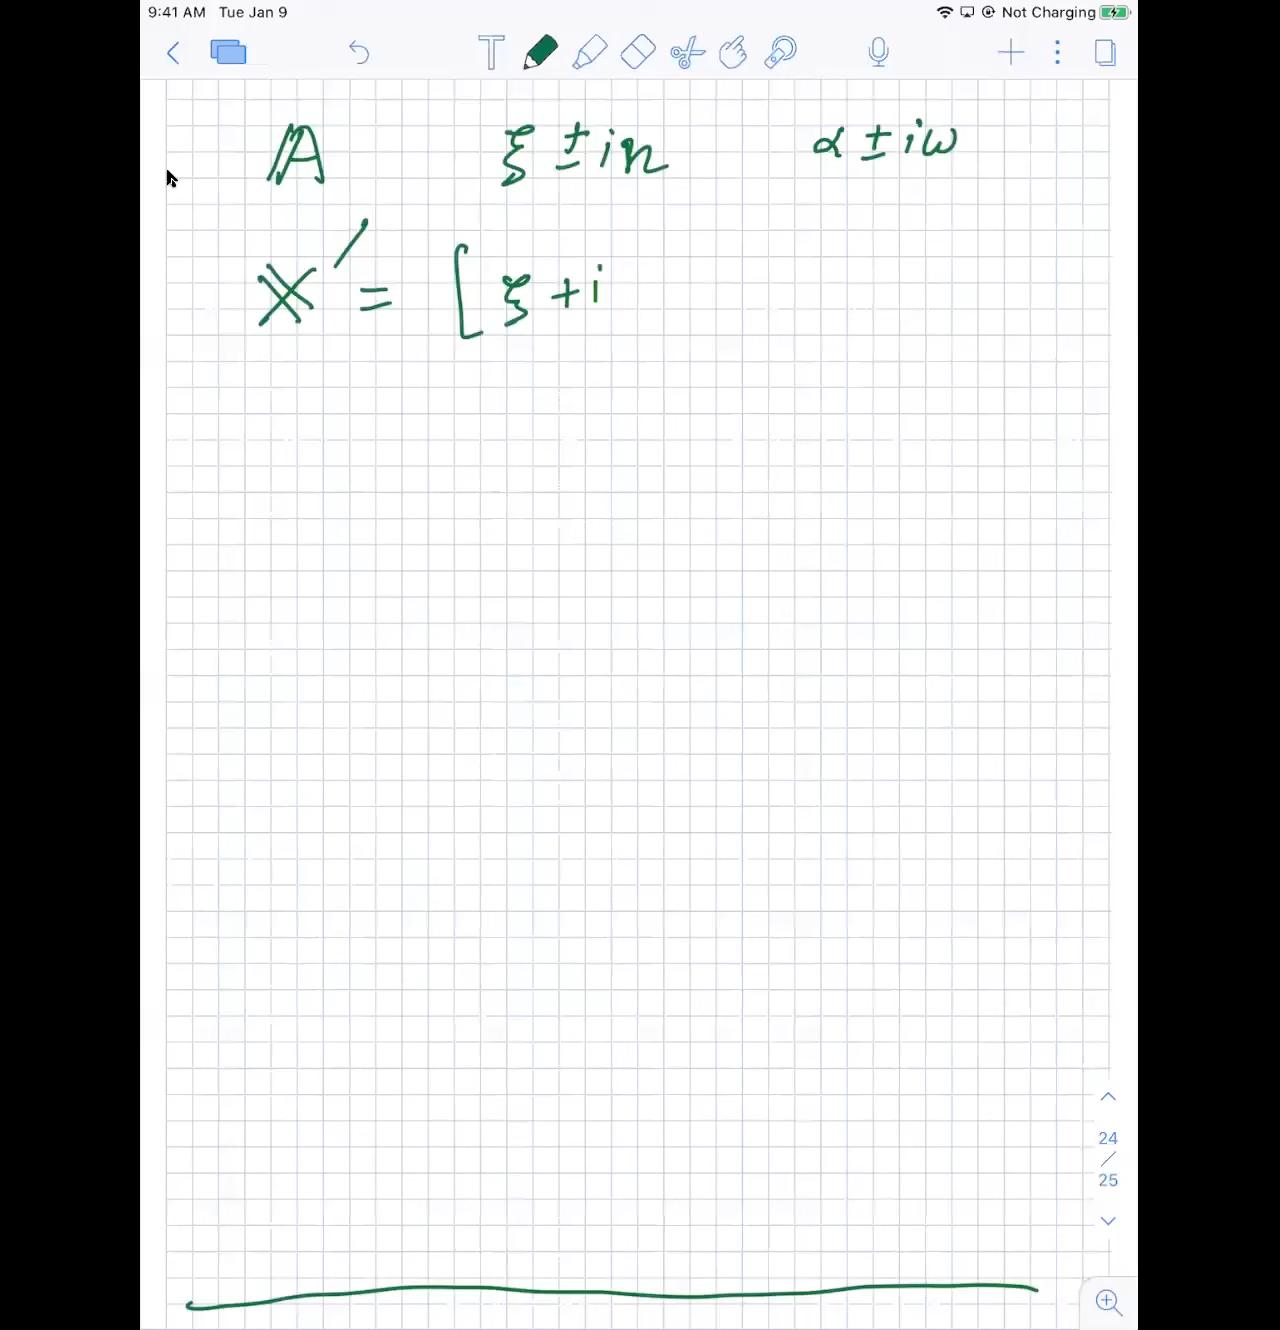 9:41 AM Tue Jan 9 Not Charging
T
𝔸 ξ ± iη α ± iω
𝕏′ = [ ξ + i
24
/
25